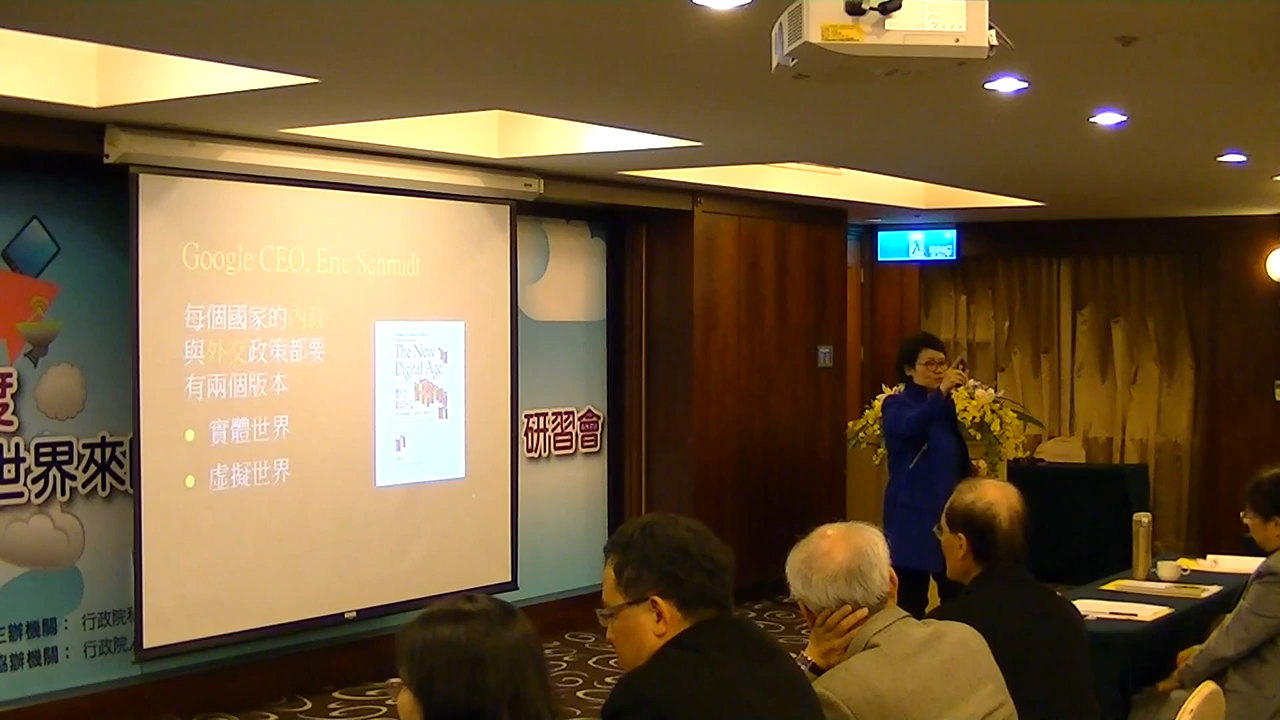 Google CEO, Eric Schmidt
每個國家的內政
與外交政策都要
有兩個版本
實體世界
虛擬世界
The New
Digital Age
度
世界來
研習會
主辦機關：行政院
協辦機關：行政院